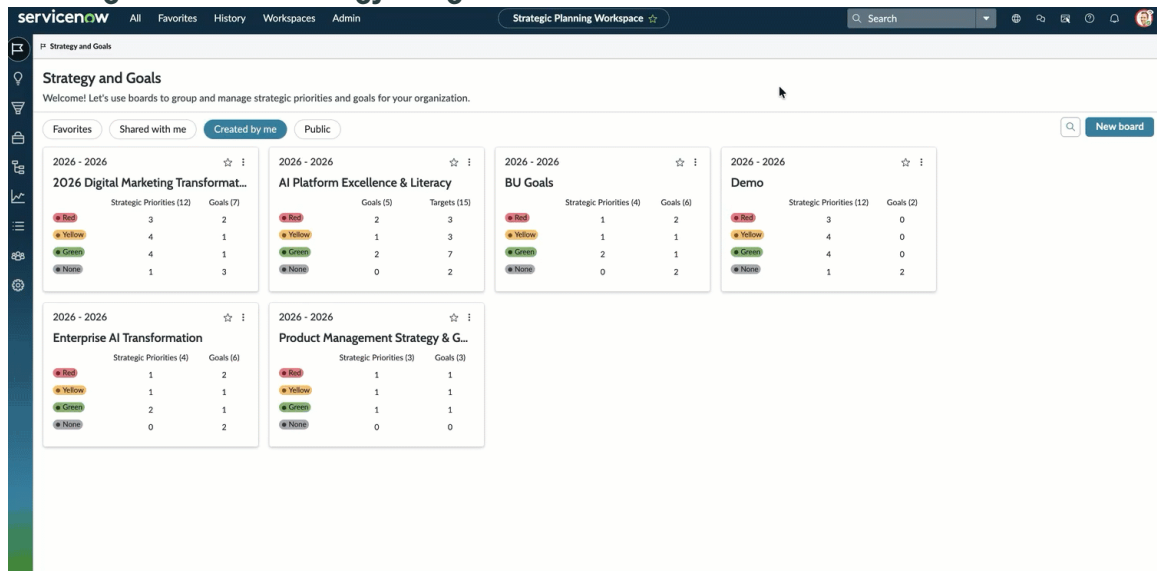 servicenow All Favorites History Workspaces Admin Strategic Planning Workspace Search
Strategy and Goals
Strategy and Goals
Welcome! Let's use boards to group and manage strategic priorities and goals for your organization.
Favorites Shared with me Created by me Public New board
2026 - 2026
2026 Digital Marketing Transformat...
Strategic Priorities (12) Goals (7)
Red 3 2
Yellow 4 1
Green 4 1
None 1 3
2026 - 2026
AI Platform Excellence & Literacy
Goals (5) Targets (15)
Red 2 3
Yellow 1 3
Green 2 7
None 0 2
2026 - 2026
BU Goals
Strategic Priorities (4) Goals (6)
Red 1 2
Yellow 1 1
Green 2 1
None 0 2
2026 - 2026
Demo
Strategic Priorities (12) Goals (2)
Red 3 0
Yellow 4 0
Green 4 0
None 1 2
2026 - 2026
Enterprise AI Transformation
Strategic Priorities (4) Goals (6)
Red 1 2
Yellow 1 1
Green 2 1
None 0 2
2026 - 2026
Product Management Strategy & G...
Strategic Priorities (3) Goals (3)
Red 1 1
Yellow 1 1
Green 1 1
None 0 0